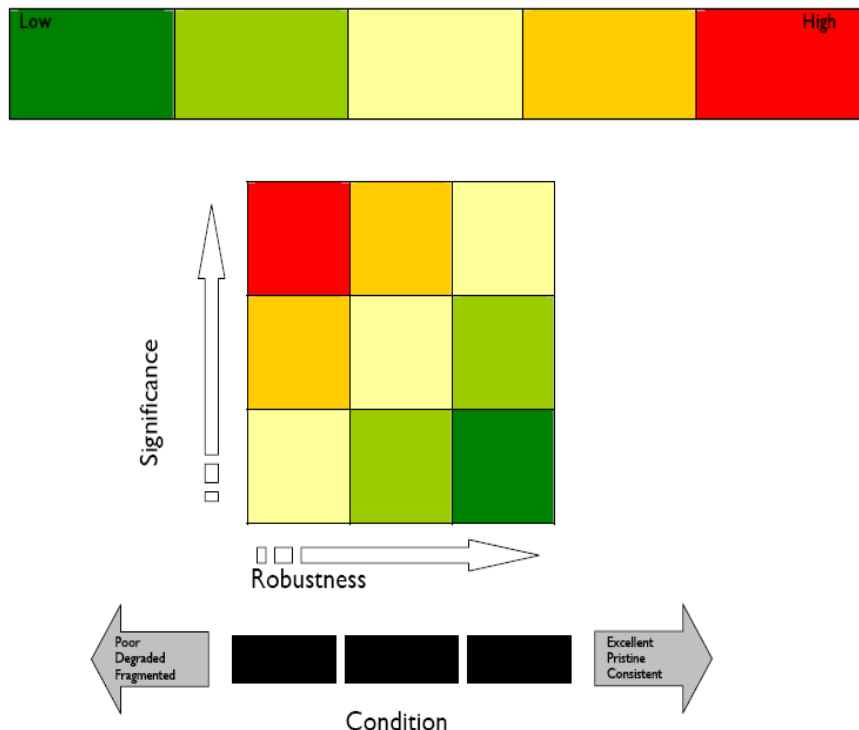 Low
High
Significance
Robustness
Poor
Degraded
Fragmented
Excellent
Pristine
Consistent
Condition